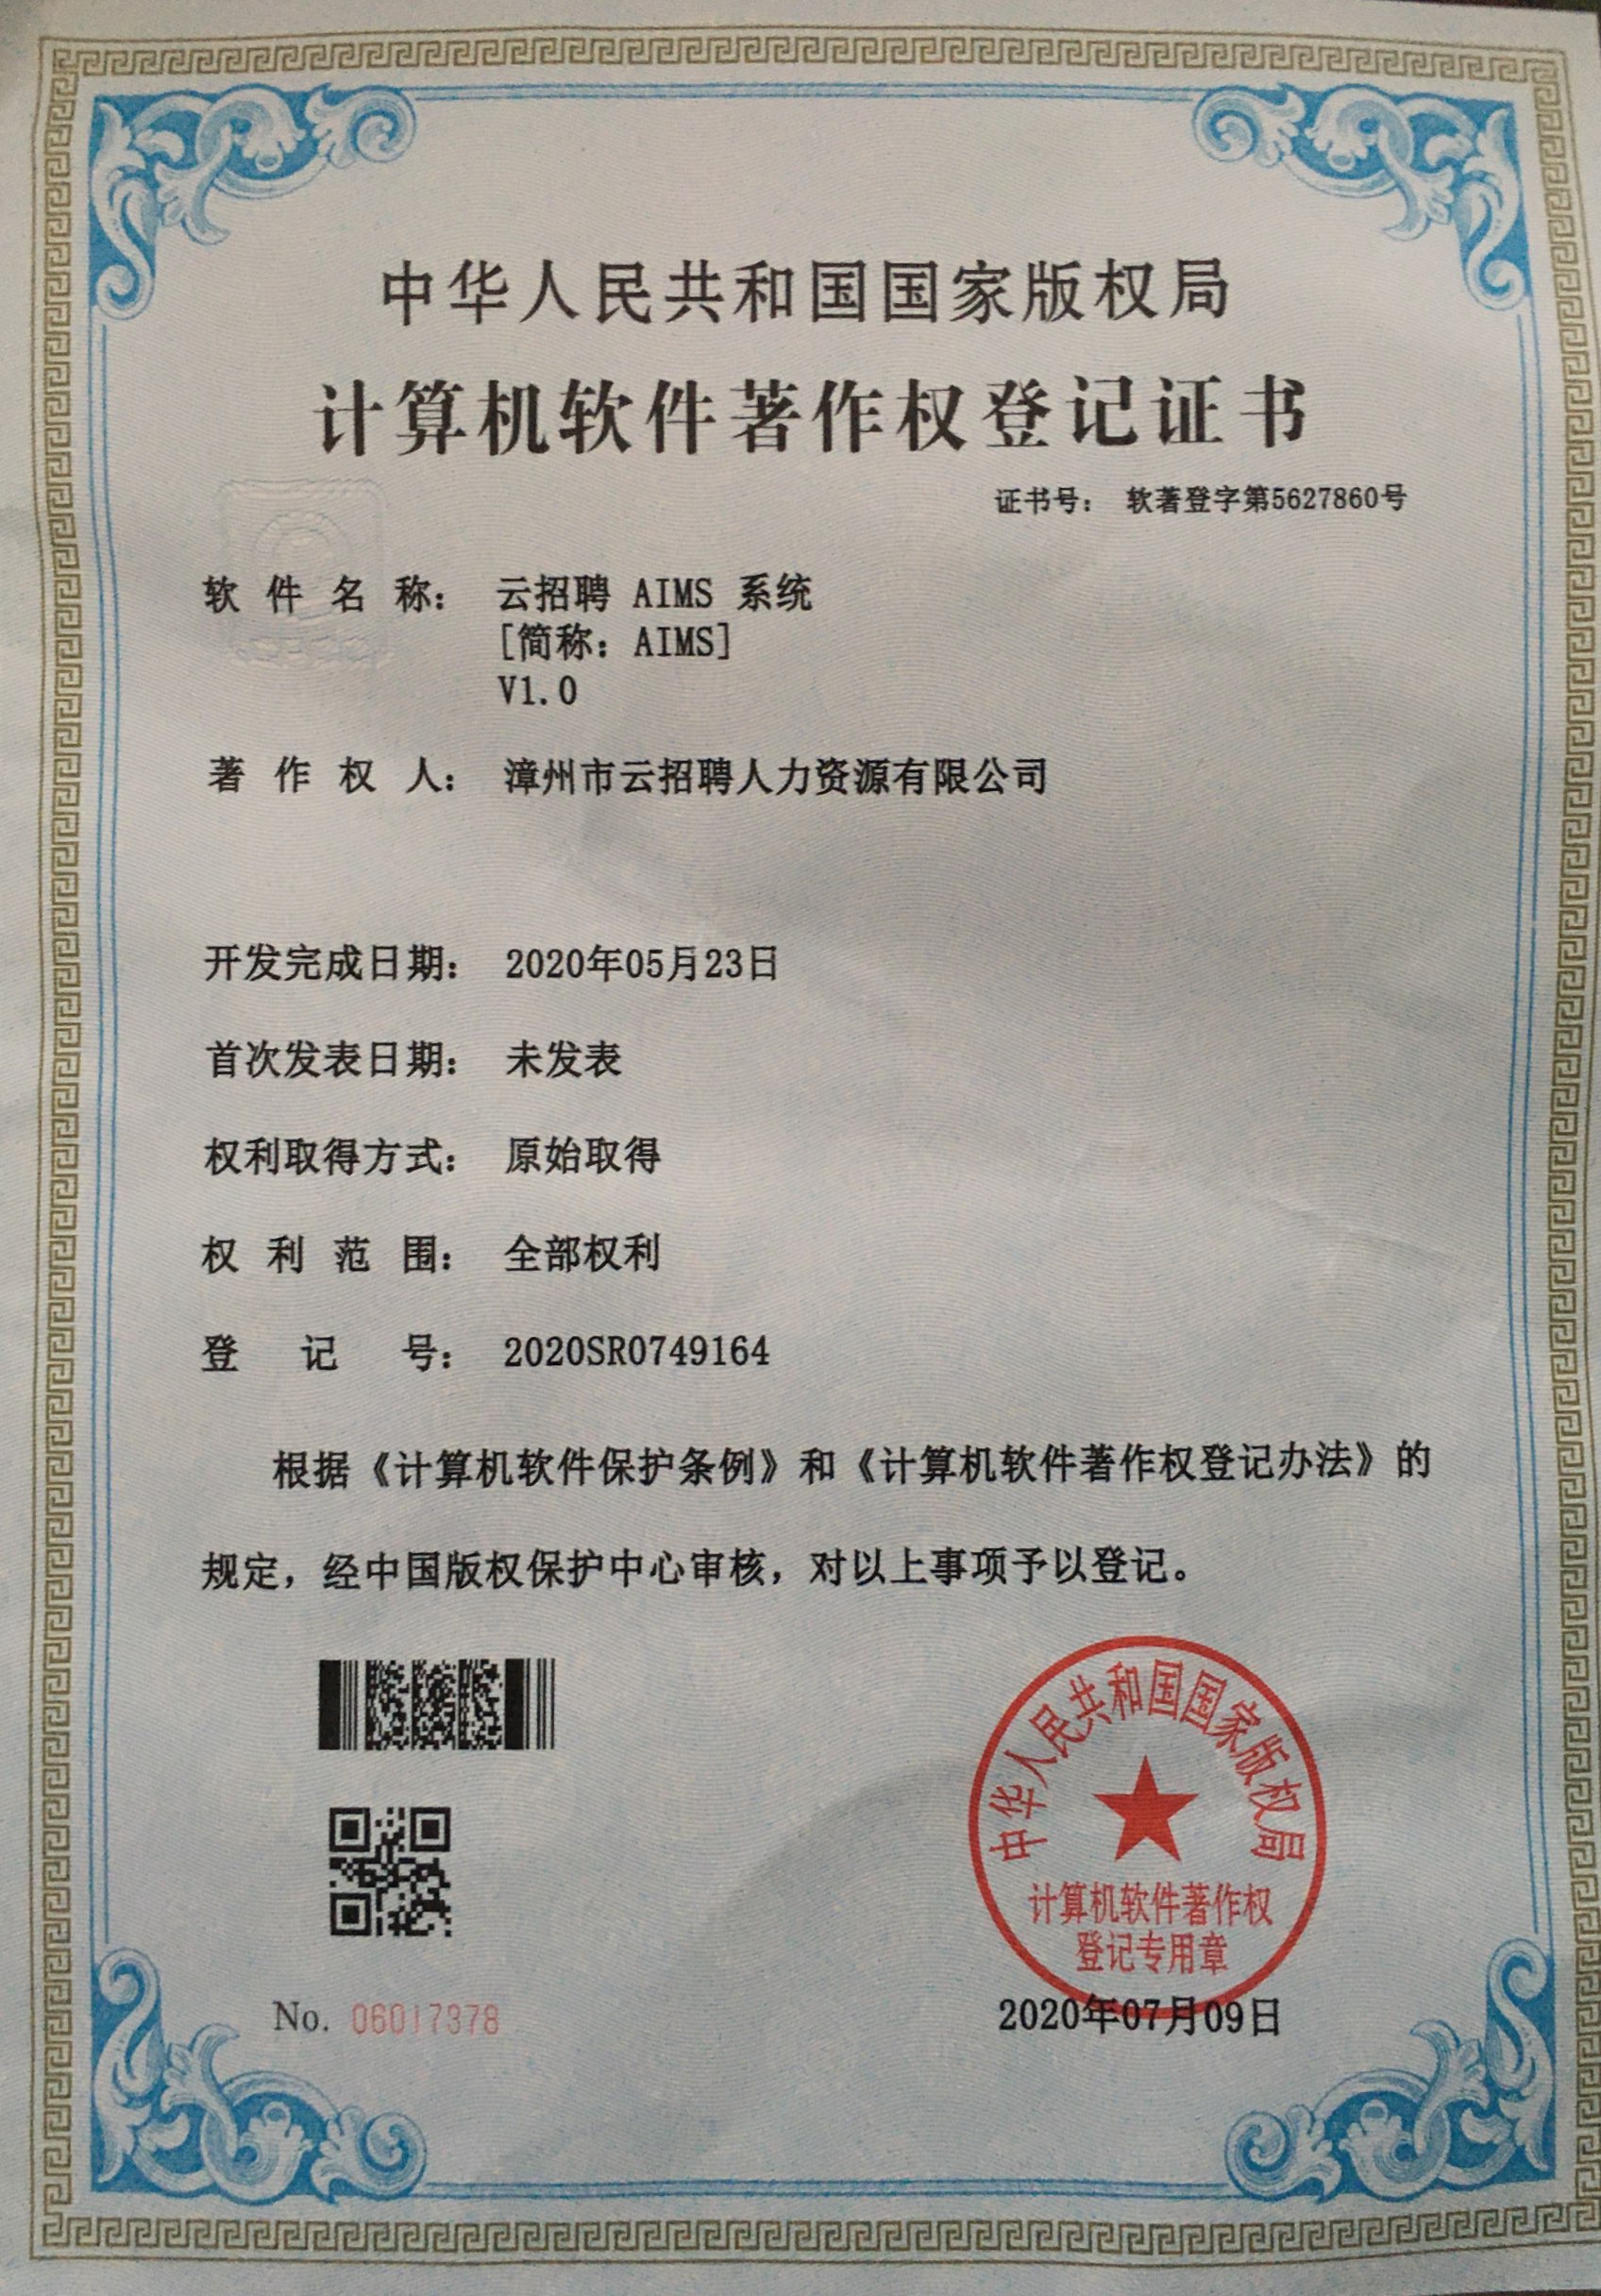 中华人民共和国国家版权局
计算机软件著作权登记证书
证书号： 软著登字第5627860号
软件名称： 云招聘 AIMS 系统
[简称：AIMS]
V1.0
著作权人： 漳州市云招聘人力资源有限公司
开发完成日期： 2020年05月23日
首次发表日期： 未发表
权利取得方式： 原始取得
权利范围： 全部权利
登记号： 2020SR0749164
根据《计算机软件保护条例》和《计算机软件著作权登记办法》的
规定，经中国版权保护中心审核，对以上事项予以登记。
中华人民共和国国家版权局
计算机软件著作权
登记专用章
No. 06017378
2020年07月09日